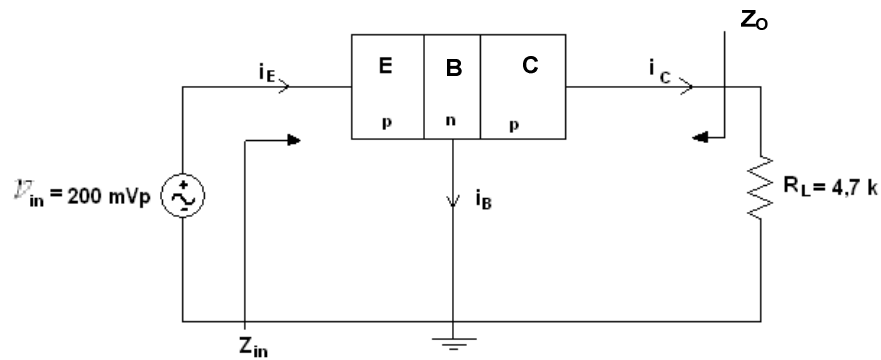 Z_O
E B C
i_E
i_C
p n p
𝒱_in = 200 mVp
i_B
R_L = 4,7 k
Z_in